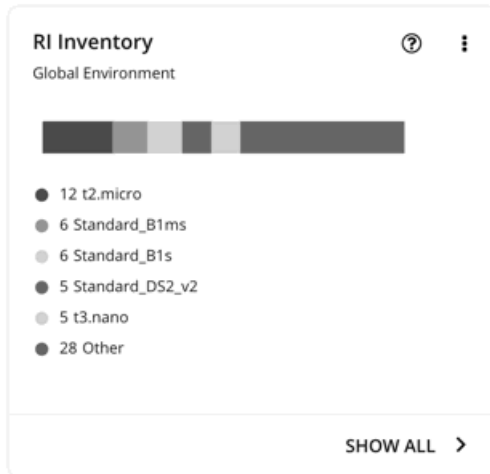 RI Inventory
Global Environment
12 t2.micro
6 Standard_B1ms
6 Standard_B1s
5 Standard_DS2_v2
5 t3.nano
28 Other
SHOW ALL